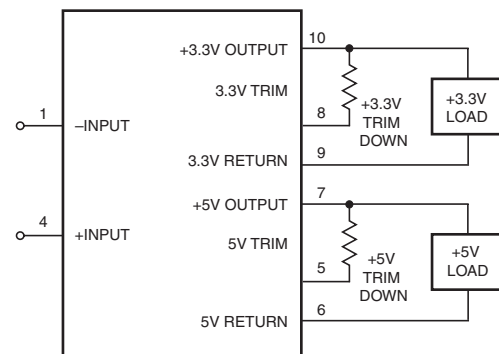 +3.3V OUTPUT
10
3.3V TRIM
8
+3.3V
TRIM
DOWN
+3.3V
LOAD
1
–INPUT
3.3V RETURN
9
+5V OUTPUT
7
4
+INPUT
5V TRIM
5
+5V
TRIM
DOWN
+5V
LOAD
5V RETURN
6